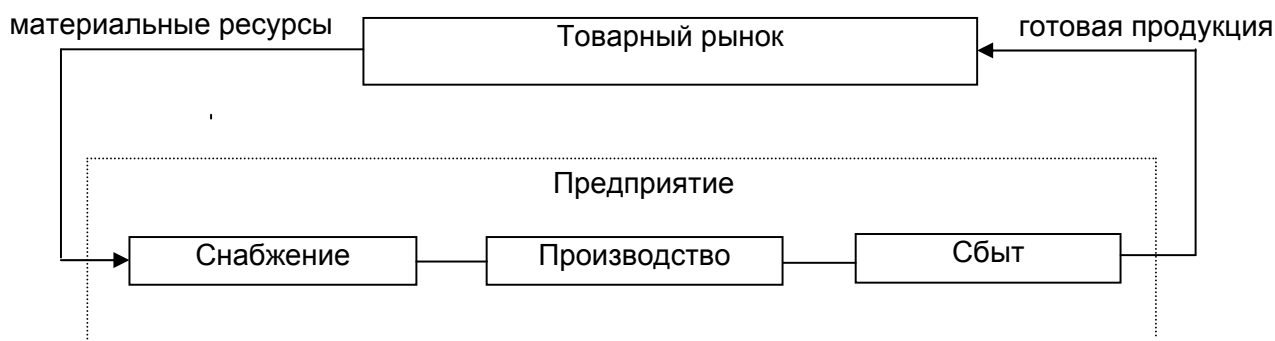 материальные ресурсы
Товарный рынок
готовая продукция
Предприятие
Снабжение
Производство
Сбыт